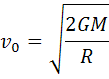 v₀ = √(2GM/R)